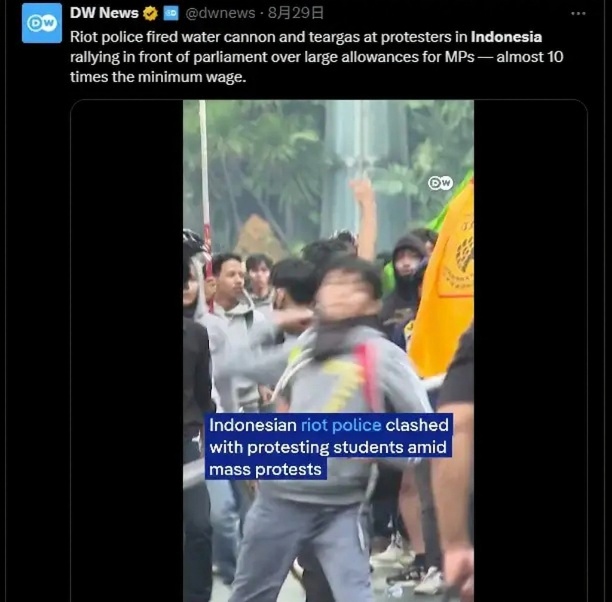 DW News @dwnews · 8月29日 ...
Riot police fired water cannon and teargas at protesters in Indonesia
rallying in front of parliament over large allowances for MPs — almost 10
times the minimum wage.
DW
Indonesian riot police clashed
with protesting students amid
mass protests